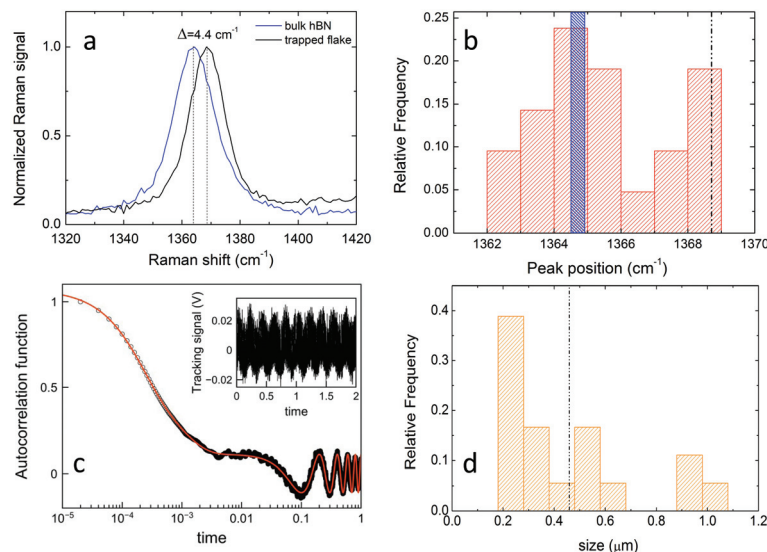 a
Δ=4.4 cm⁻¹
bulk hBN
trapped flake
Normalized Raman signal
1.0
0.5
0.0
1320 1340 1360 1380 1400 1420
Raman shift (cm⁻¹)
b
Relative Frequency
0.25
0.20
0.15
0.10
0.05
0.00
1362 1364 1366 1368 1370
Peak position (cm⁻¹)
c
Autocorrelation function
1
0.5
0
10⁻⁵ 10⁻⁴ 10⁻³ 0.01 0.1 1
time
Tracking signal (V)
0.02
0
−0.02
0 0.5 1 1.5 2
time
d
Relative Frequency
0.4
0.3
0.2
0.1
0.0
0.0 0.2 0.4 0.6 0.8 1.0 1.2
size (μm)